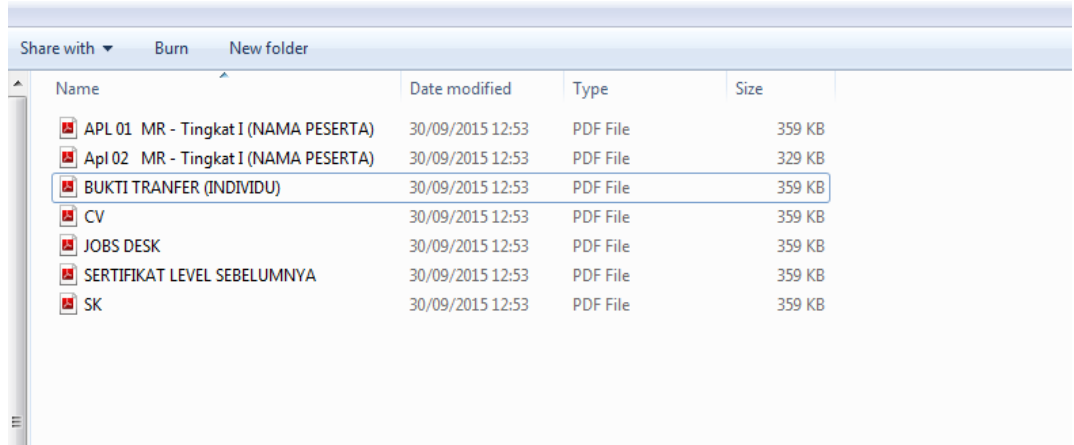 Share with Burn New folder
Name Date modified Type Size
APL 01 MR - Tingkat I (NAMA PESERTA) 30/09/2015 12:53 PDF File 359 KB
Apl 02 MR - Tingkat I (NAMA PESERTA) 30/09/2015 12:53 PDF File 329 KB
BUKTI TRANFER (INDIVIDU) 30/09/2015 12:53 PDF File 359 KB
CV 30/09/2015 12:53 PDF File 359 KB
JOBS DESK 30/09/2015 12:53 PDF File 359 KB
SERTIFIKAT LEVEL SEBELUMNYA 30/09/2015 12:53 PDF File 359 KB
SK 30/09/2015 12:53 PDF File 359 KB